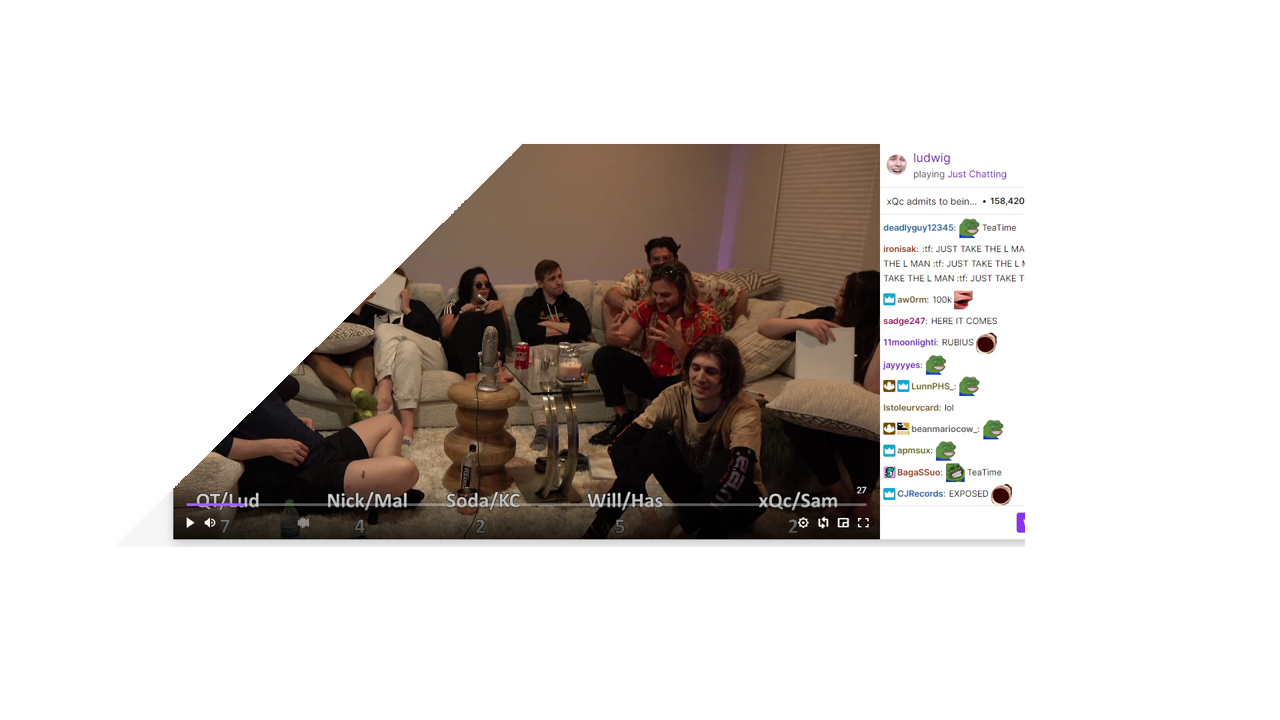 ludwig
playing Just Chatting
xQc admits to bein... • 158,420
deadlyguy12345: TeaTime
ironisak: :tf: JUST TAKE THE L MA
THE L MAN :tf: JUST TAKE THE L M
TAKE THE L MAN :tf: JUST TAKE T
aw0rm: 100k
sadge247: HERE IT COMES
11moonlighti: RUBIUS
jayyyyes:
LunnPHS_:
lstoleurvcard: lol
beanmariocow_:
apmsux:
BagaSSuo: TeaTime
CJRecords: EXPOSED
27
QT/Lud Nick/Mal Soda/KC Will/Has xQc/Sam
7 4 2 5 2